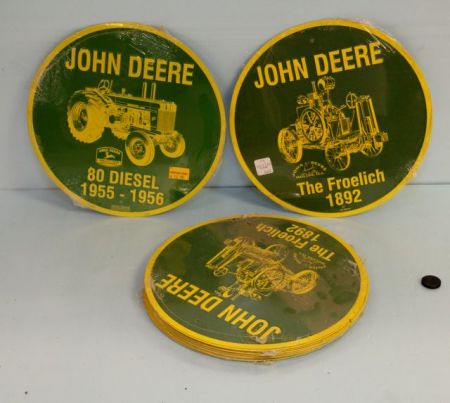 JOHN DEERE
80 DIESEL
1955 - 1956
JOHN DEERE
The Froelich
1892
The Froelich
1892
JOHN DEERE